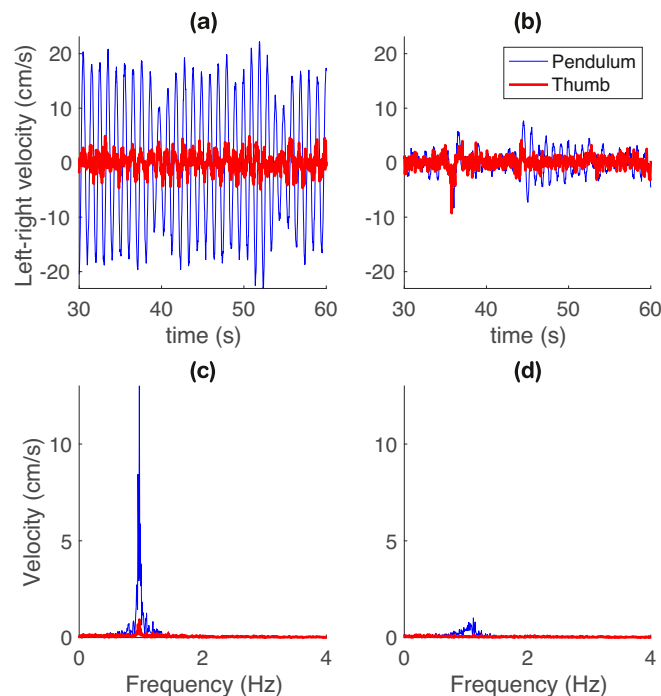 (a)
(b)
Left-right velocity (cm/s)
20
10
0
-10
-20
30
40
50
60
time (s)
20
10
0
-10
-20
30
40
50
60
time (s)
Pendulum
Thumb
(c)
(d)
Velocity (cm/s)
10
5
0
0
2
4
Frequency (Hz)
10
5
0
0
2
4
Frequency (Hz)